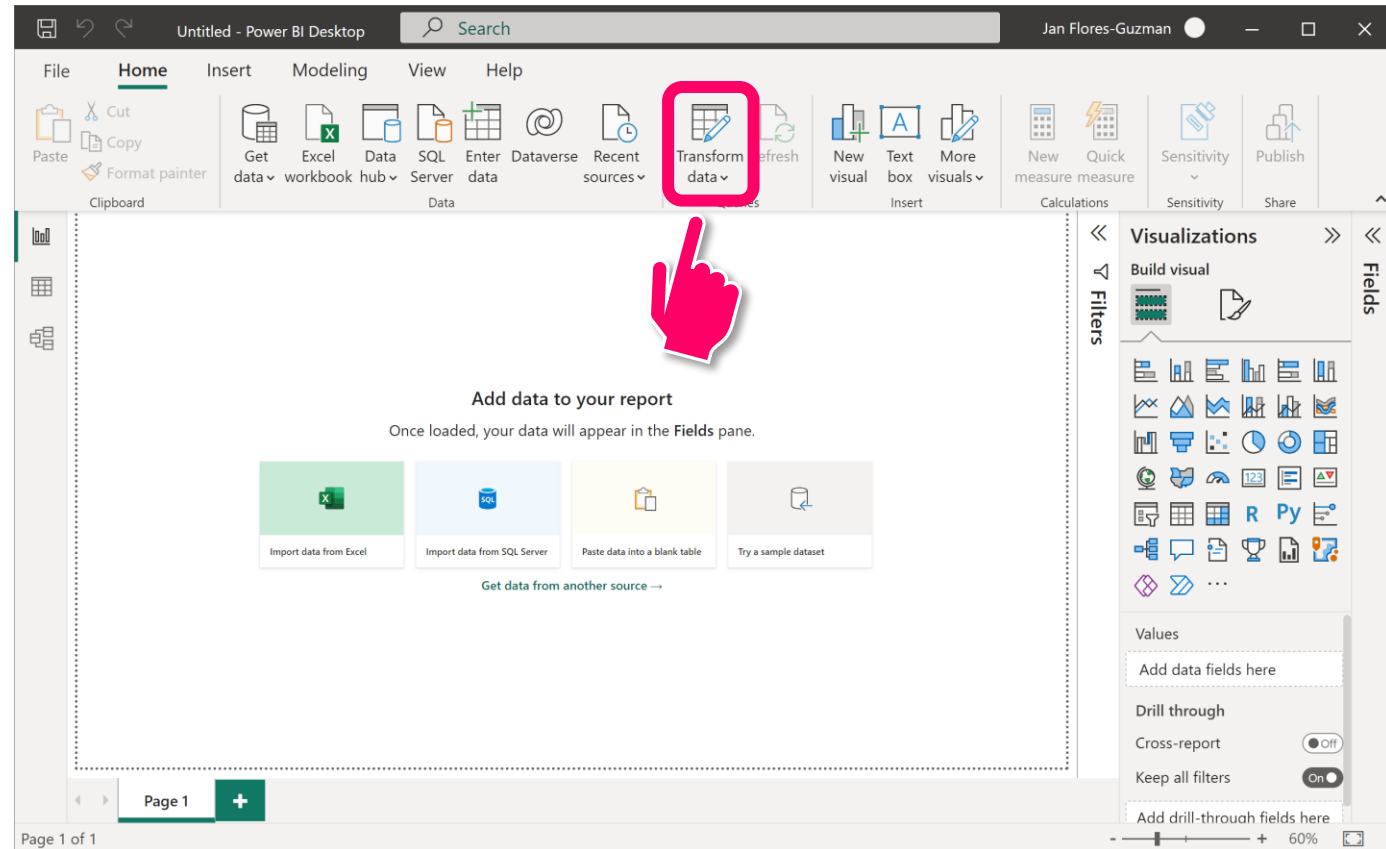 Untitled - Power BI Desktop
Search
Jan Flores-Guzman
File Home Insert Modeling View Help
Paste
Cut
Copy
Format painter
Clipboard
Get data
Excel workbook
Data hub
SQL Server
Enter data
Dataverse
Recent sources
Data
Transform data
Insert
New visual
Text box
More visuals
New measure
Quick measure
Calculations
Sensitivity
Sensitivity
Publish
Share
Filters
Visualizations
Fields
Build visual
Add data to your report
Once loaded, your data will appear in the Fields pane.
SQL
Import data from Excel
Import data from SQL Server
Paste data into a blank table
Try a sample dataset
Get data from another source →
123
R Py
Values
Add data fields here
Drill through
Cross-report
Off
Keep all filters
On
Add drill-through fields here
Page 1
Page 1 of 1
60%